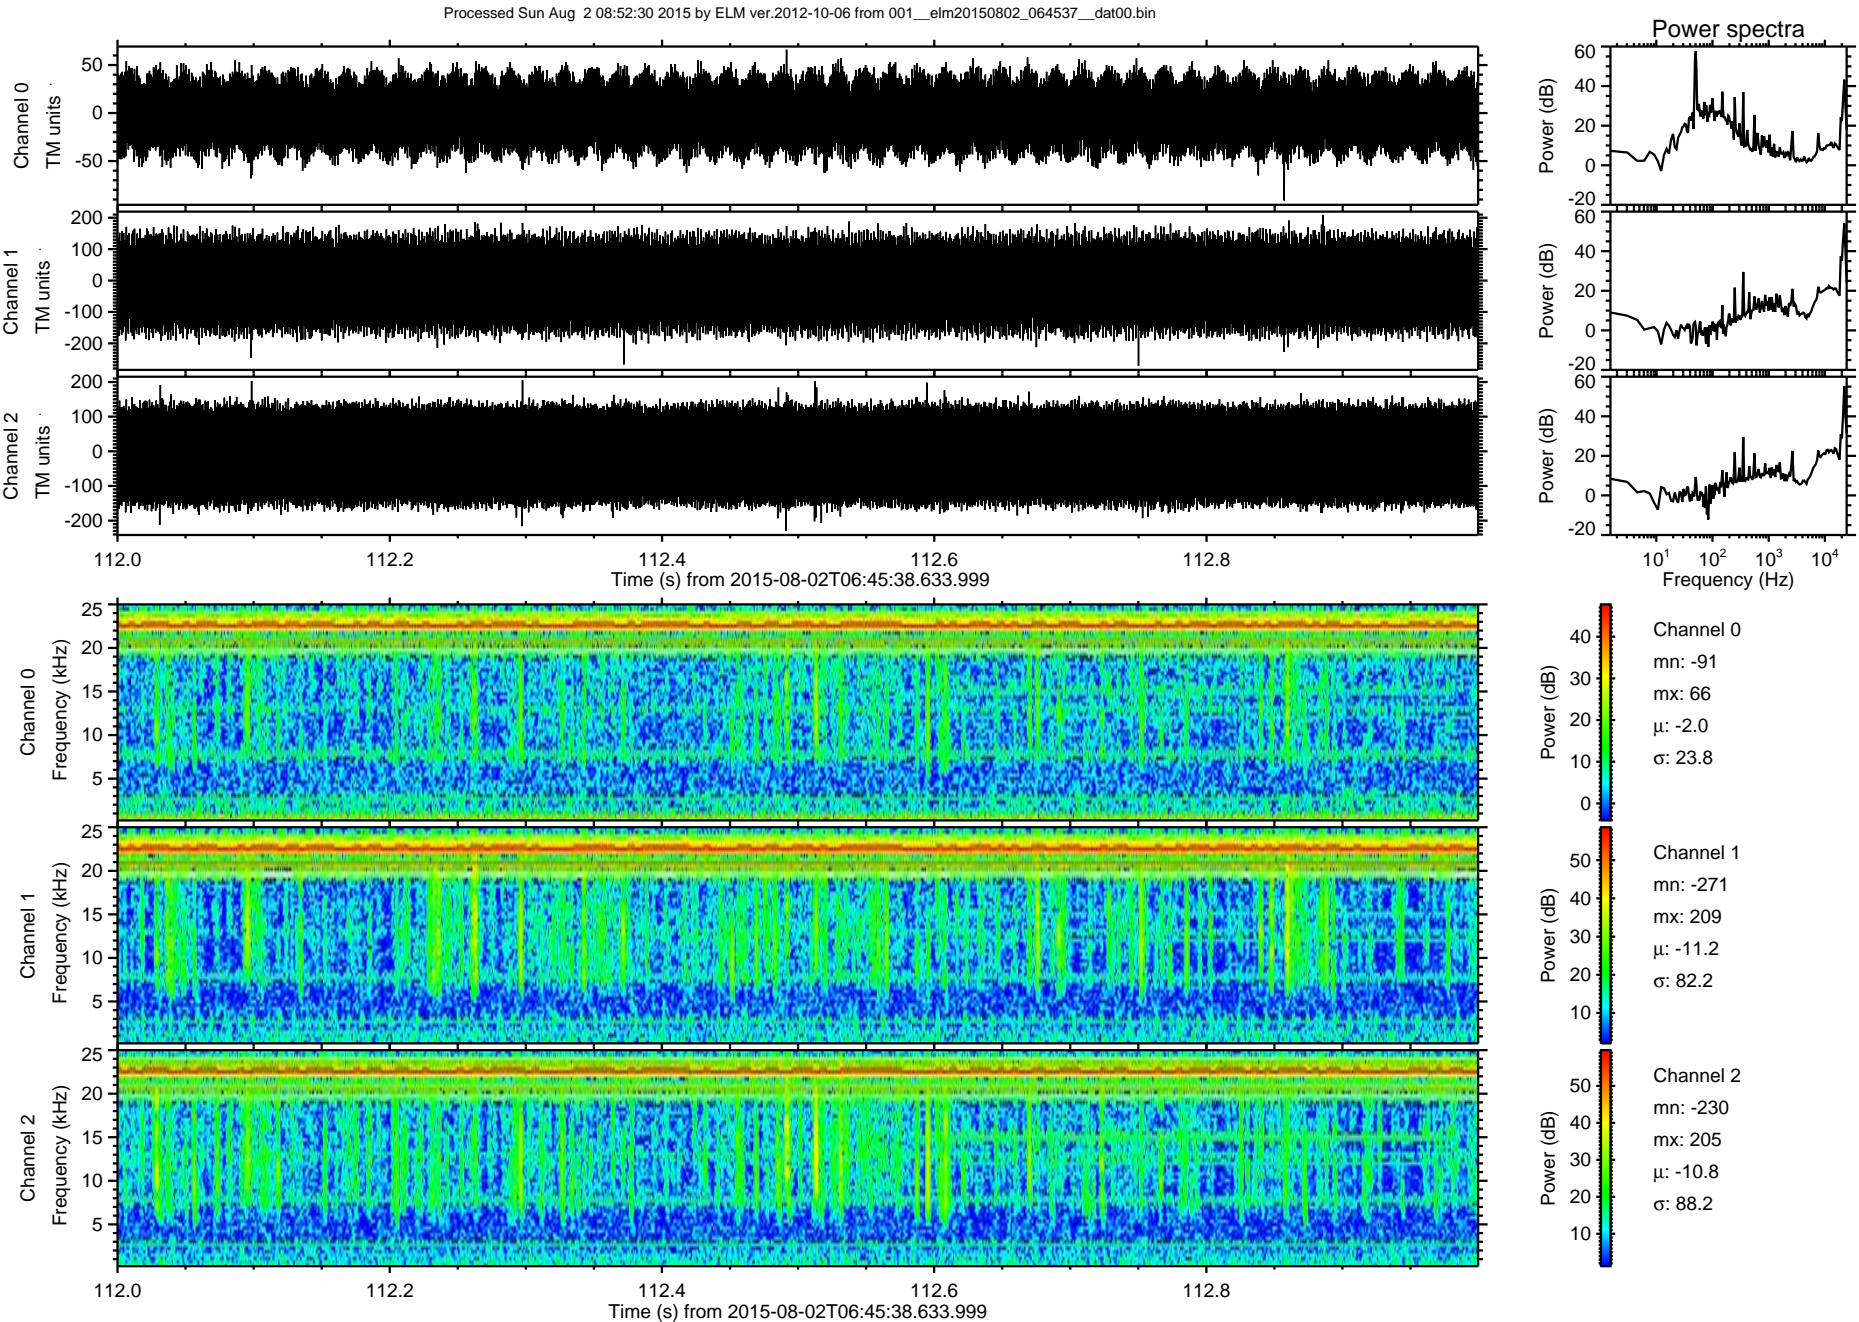 Processed Sun Aug 2 08:52:30 2015 by ELM ver.2012-10-06 from 001__elm20150802_064537__dat00.bin
Power spectra
Channel 0
TM units
50
0
-50
Power (dB)
60
40
20
0
-20
Channel 1
TM units
200
100
0
-100
-200
Power (dB)
60
40
20
0
-20
Channel 2
TM units
200
100
0
-100
-200
Power (dB)
60
40
20
0
-20
112.0 112.2 112.4 112.6 112.8
Time (s) from 2015-08-02T06:45:38.633.999
10¹ 10² 10³ 10⁴
Frequency (Hz)
Channel 0
Frequency (kHz)
25
20
15
10
5
Power (dB)
40
30
20
10
0
Channel 0
mn: -91
mx: 66
μ: -2.0
σ: 23.8
Channel 1
Frequency (kHz)
25
20
15
10
5
Power (dB)
50
40
30
20
10
Channel 1
mn: -271
mx: 209
μ: -11.2
σ: 82.2
Channel 2
Frequency (kHz)
25
20
15
10
5
Power (dB)
50
40
30
20
10
Channel 2
mn: -230
mx: 205
μ: -10.8
σ: 88.2
112.0 112.2 112.4 112.6 112.8
Time (s) from 2015-08-02T06:45:38.633.999